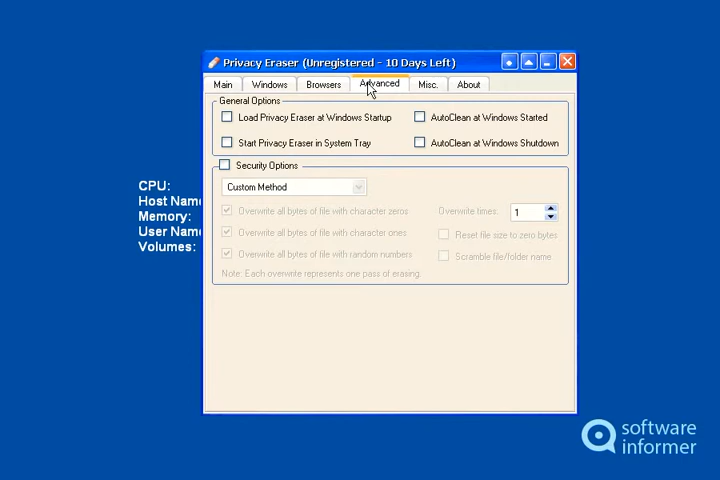 Privacy Eraser (Unregistered - 10 Days Left)
Main Windows Browsers Advanced Misc. About
General Options
Load Privacy Eraser at Windows Startup AutoClean at Windows Started
Start Privacy Eraser in System Tray AutoClean at Windows Shutdown
Security Options
CPU:
Custom Method
Host Name
Memory:
Overwrite all bytes of file with character zeros Overwrite times: 1
User Name
Overwrite all bytes of file with character ones Reset file size to zero bytes
Volumes:
Overwrite all bytes of file with random numbers Scramble file/folder name
Note: Each overwrite represents one pass of erasing.
software
informer